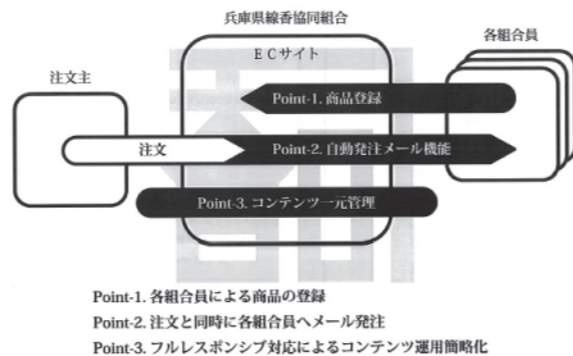 兵庫県線香協同組合
ECサイト
各組合員
注文主
Point-1. 商品登録
注文
Point-2. 自動発注メール機能
Point-3. コンテンツ一元管理
Point-1. 各組合員による商品の登録
Point-2. 注文と同時に各組合員へメール発注
Point-3. フルレスポンシブ対応によるコンテンツ運用簡略化